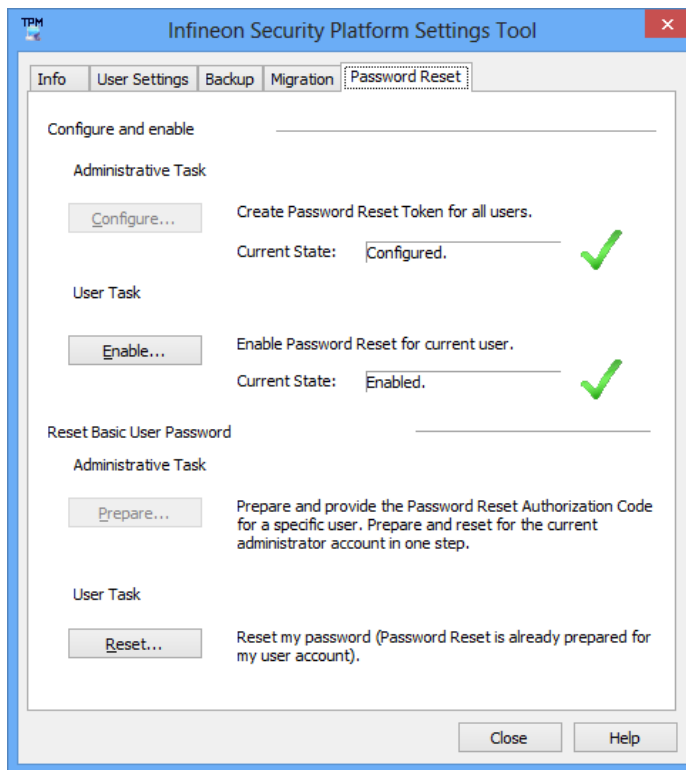 TPM
Infineon Security Platform Settings Tool
Info User Settings Backup Migration Password Reset
Configure and enable
Administrative Task
Configure... Create Password Reset Token for all users.
Current State: Configured.
User Task
Enable... Enable Password Reset for current user.
Current State: Enabled.
Reset Basic User Password
Administrative Task
Prepare... Prepare and provide the Password Reset Authorization Code
for a specific user. Prepare and reset for the current
administrator account in one step.
User Task
Reset... Reset my password (Password Reset is already prepared for
my user account).
Close Help